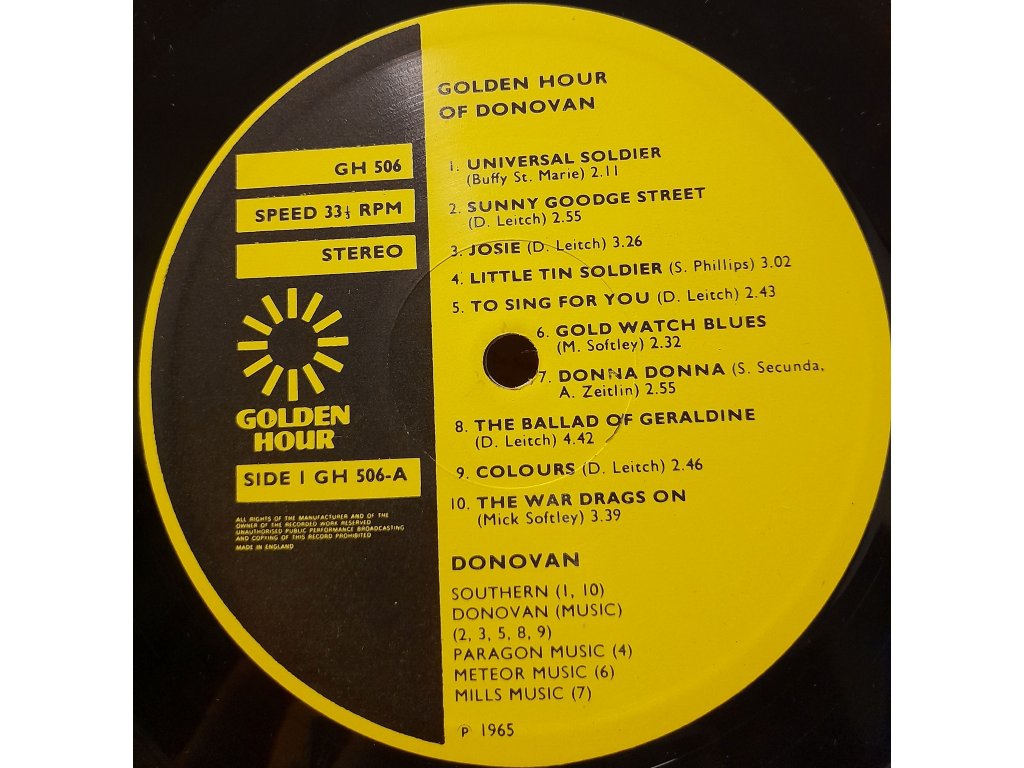 GOLDEN HOUR
OF DONOVAN
GH 506
SPEED 33⅓ RPM
STEREO
GOLDEN
HOUR
SIDE 1 GH 506-A
ALL RIGHTS OF THE MANUFACTURER AND OF THE
OWNER OF THE RECORDED WORK RESERVED
UNAUTHORISED PUBLIC PERFORMANCE BROADCASTING
AND COPYING OF THIS RECORD PROHIBITED
MADE IN ENGLAND
1. UNIVERSAL SOLDIER
(Buffy St. Marie) 2.11
2. SUNNY GOODGE STREET
(D. Leitch) 2.55
3. JOSIE (D. Leitch) 3.26
4. LITTLE TIN SOLDIER (S. Phillips) 3.02
5. TO SING FOR YOU (D. Leitch) 2.43
6. GOLD WATCH BLUES
(M. Softley) 2.32
7. DONNA DONNA (S. Secunda,
A. Zeitlin) 2.55
8. THE BALLAD OF GERALDINE
(D. Leitch) 4.42
9. COLOURS (D. Leitch) 2.46
10. THE WAR DRAGS ON
(Mick Softley) 3.39
DONOVAN
SOUTHERN (1, 10)
DONOVAN (MUSIC)
(2, 3, 5, 8, 9)
PARAGON MUSIC (4)
METEOR MUSIC (6)
MILLS MUSIC (7)
℗ 1965